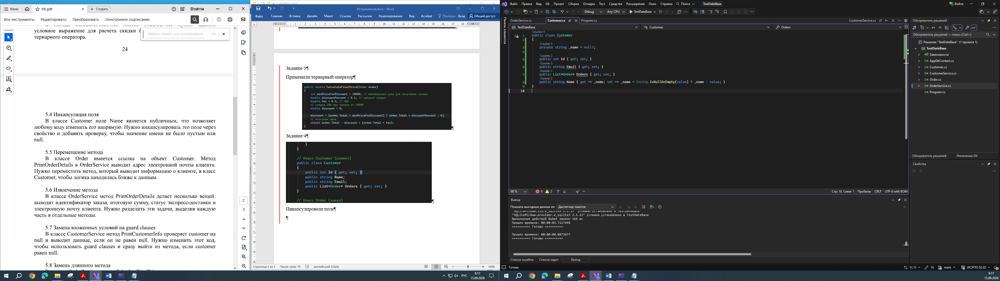 Меню
lr8.pdf
Создать
Войти
Все инструменты
Редактировать
Преобразовать
Электронное подписание
Найти текст или инструмент
условное выражение для расчета скидки
тернарного оператора.
24
5.4 Инкапсуляция поля
В классе Customer поле Name является публичным, что позволяет
любому коду изменить его напрямую. Нужно инкапсулировать это поле через
свойство и добавить проверку, чтобы значение имени не было пустым или
null.
5.5 Перемещение метода
В классе Order имеется ссылка на объект Customer. Метод
PrintOrderDetails в OrderService выводит адрес электронной почты клиента.
Нужно переместить метод, который выводит информацию о клиенте, в класс
Customer, чтобы логика находилась ближе к данным.
5.6 Извлечение метода
В классе OrderService метод PrintOrderDetails делает несколько вещей:
выводит идентификатор заказа, итоговую сумму, статус экспресс-доставки и
электронную почту клиента. Нужно разделить эти задачи, выделив каждую
часть в отдельные методы.
5.7 Замена вложенных условий на guard clauses
В классе CustomerService метод PrintCustomerInfo проверяет customer на
null и выводит данные, если он не равен null. Нужно изменить этот код,
чтобы использовать guard clauses и сразу выйти из метода, если customer
равен null.
5.8 Замена длинного метода
2
3
Исправления.docx - Word
Файл
Главная
Вставка
Дизайн
Макет
Ссылки
Рассылки
Рецензирование
Вид
Acrobat
Помощн
Вход
Общий доступ
Задание·3¶
Применили·тернарный·оператор¶
public double CalculateFinalPrice(Order order)
{
int minPriceForDiscount = 10000; // минимальная цена для получения скидки
double discountPercent = 0.1; // процент скидки
double tax = 0.2; // НДС
// скидка 10% при заказе от 10000
double discount = 0;
discount = (order.Total > minPriceForDiscount) ? order.Total * discountPercent : 0;
// итоговая цена
return order.Total - discount + (order.Total * tax);
}
¶
Задание·4¶
}
}
// Класс Customer (клиент)
public class Customer
{
public int Id { get; set; }
public string Name;
public string Email;
public List<Order> Orders { get; set; }
}
// Класс Order (заказ)
¶
Инкапсулировали·поле¶
¶
Страница 2 из 2
Число слов: 18
английский (США)
100%
РУС
9:17
15.09.2026
Файл
Правка
Вид
Git
Проект
Сборка
Отладка
Тест
Средства
Расширения
Окно
Справка
Поиск
TestDateBase
Войти
Debug
Any CPU
TestDateBase
Панель элементов
OrderService.cs
Customer.cs
Program.cs
CustomerService.cs
TestDateBase
Customer
Orders
Ссылок: 4
1 public class Customer
2 {
Ссылок: 3
3 private string _name = null!;
4
Ссылок: 2
5 public int Id { get; set; }
Ссылок: 3
6 public string Email { get; set; }
Ссылок: 1
7 public List<Order> Orders { get; set; }
Ссылок: 2
8 public string Name { get => _name; set => _name = String.IsNullOrEmpty(value) ? _name : value; }
9 }
10
98 %
0
2
Стр: 10, Симв: 1
Пробелы
CRLF
UTF-8 with BOM
Вывод
Показать выходные данные из:
Диспетчер пакетов
"SQLitePCLRaw.lib.e_sqlite3 2.1.12" успешно установлено в TestDateBase
"SQLitePCLRaw.provider.e_sqlite3 2.1.12" успешно установлено в TestDateBase
Выполнение действий NuGet заняло 164 мс
Прошло времени: 00:00:03.7117448
========== Готово ==========
Прошло времени: 00:00:00.0073677
========== Готово ==========
Список ошибок
Список задач
Вывод
Готово
0 / 0
14
main
ИСРПО 02.02
Обозреватель решений
Обозреватель решений — поиск (Ctrl+;)
Решение "TestDateBase" (1 проекта 1)
TestDateBase
Зависимости
AppDbContext.cs
Customer.cs
CustomerService.cs
Order.cs
OrderService.cs
Program.cs
Обозреватель решений
Изменения Git
Свойства
9:17
15.09.2026